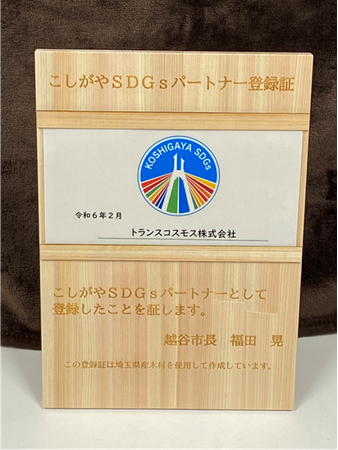 こしがやSDGsパートナー登録証
KOSHIGAYA SDGs
令和6年2月
トランスコスモス株式会社
こしがやSDGsパートナーとして
登録したことを証します。
越谷市長 福田 晃
この登録証は埼玉県産木材を使用して作成しています。